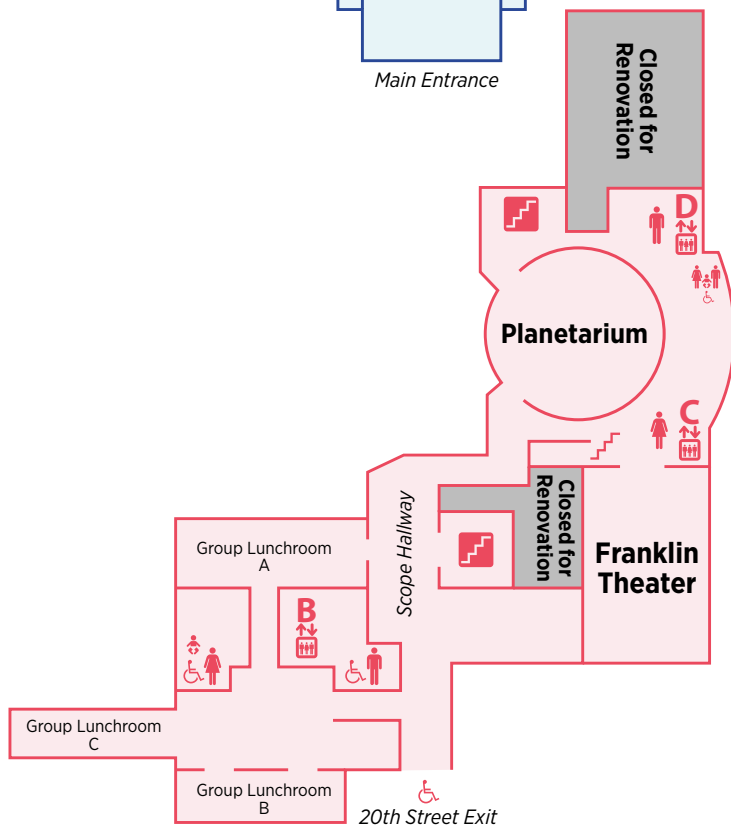 Main Entrance
Closed for
Renovation
D
Planetarium
C
Closed for
Renovation
Franklin
Theater
Scope Hallway
Group Lunchroom
A
B
Group Lunchroom
C
Group Lunchroom
B
20th Street Exit